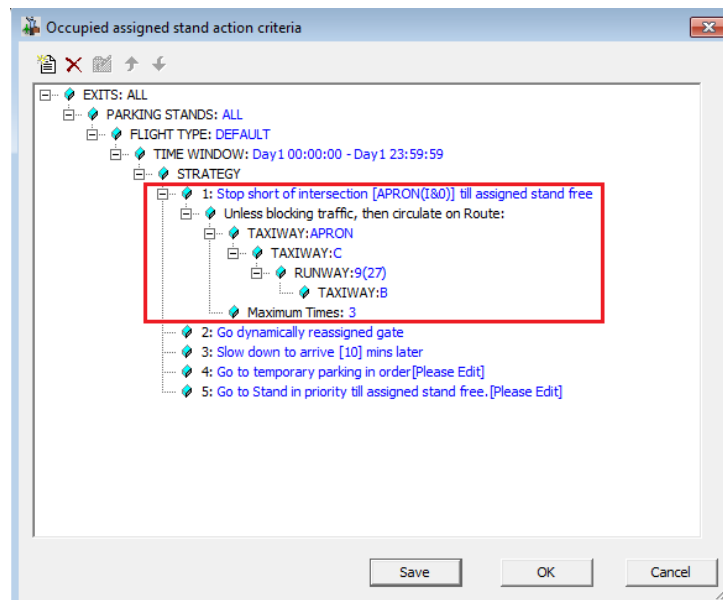 Occupied assigned stand action criteria
EXITS: ALL
PARKING STANDS: ALL
FLIGHT TYPE: DEFAULT
TIME WINDOW: Day1 00:00:00 - Day1 23:59:59
STRATEGY
1: Stop short of intersection [APRON(I&0)] till assigned stand free
Unless blocking traffic, then circulate on Route:
TAXIWAY:APRON
TAXIWAY:C
RUNWAY:9(27)
TAXIWAY:B
Maximum Times: 3
2: Go dynamically reassigned gate
3: Slow down to arrive [10] mins later
4: Go to temporary parking in order[Please Edit]
5: Go to Stand in priority till assigned stand free.[Please Edit]
Save OK Cancel